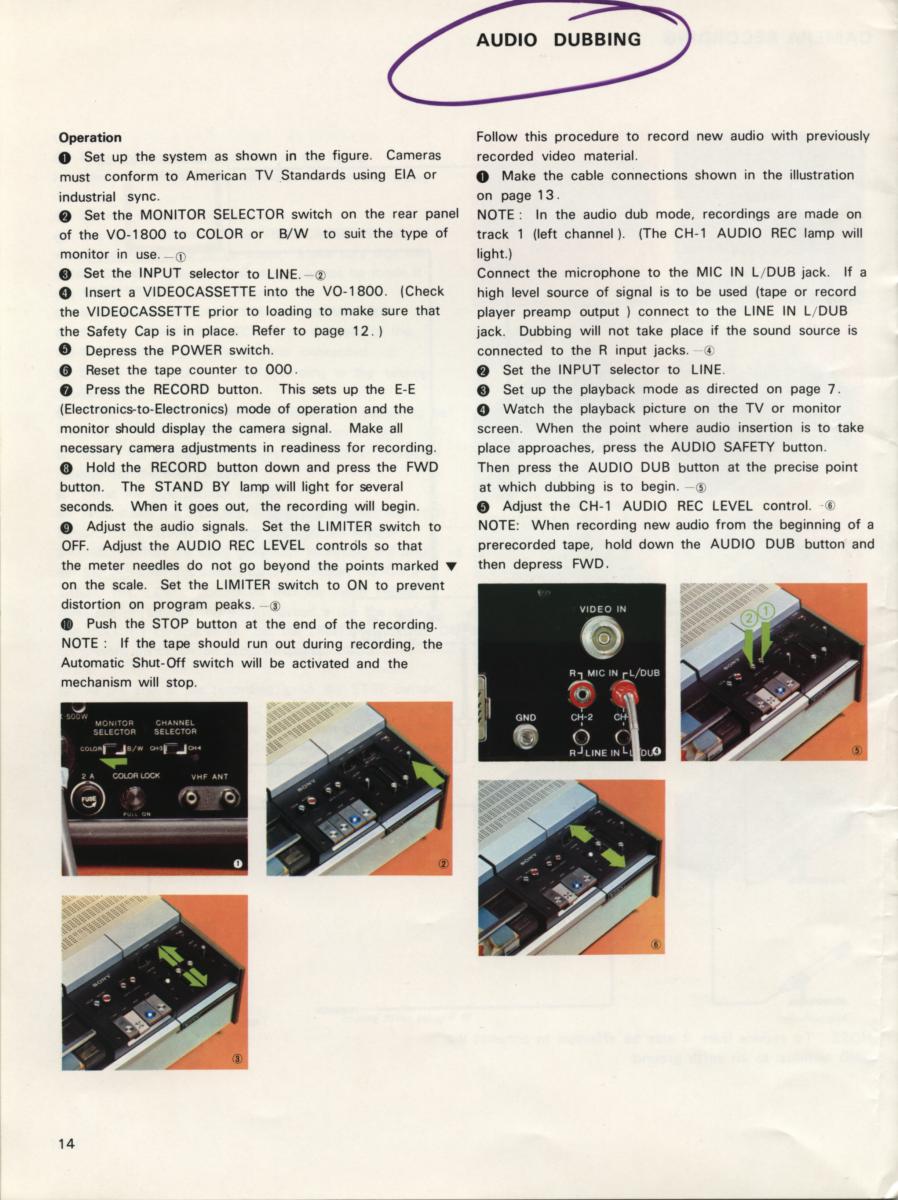 AUDIO DUBBING
Operation
❶ Set up the system as shown in the figure. Cameras
must conform to American TV Standards using EIA or
industrial sync.
❷ Set the MONITOR SELECTOR switch on the rear panel
of the VO-1800 to COLOR or B/W to suit the type of
monitor in use. —①
❸ Set the INPUT selector to LINE. —②
❹ Insert a VIDEOCASSETTE into the VO-1800. (Check
the VIDEOCASSETTE prior to loading to make sure that
the Safety Cap is in place. Refer to page 12.)
❺ Depress the POWER switch.
❻ Reset the tape counter to 000.
❼ Press the RECORD button. This sets up the E-E
(Electronics-to-Electronics) mode of operation and the
monitor should display the camera signal. Make all
necessary camera adjustments in readiness for recording.
❽ Hold the RECORD button down and press the FWD
button. The STAND BY lamp will light for several
seconds. When it goes out, the recording will begin.
❾ Adjust the audio signals. Set the LIMITER switch to
OFF. Adjust the AUDIO REC LEVEL controls so that
the meter needles do not go beyond the points marked ▼
on the scale. Set the LIMITER switch to ON to prevent
distortion on program peaks. —③
❿ Push the STOP button at the end of the recording.
NOTE : If the tape should run out during recording, the
Automatic Shut-Off switch will be activated and the
mechanism will stop.
500W
MONITOR SELECTOR
CHANNEL SELECTOR
COLOR B/W CH3 CH4
2 A COLOR LOCK VHF ANT
FUSE
PULL ON
❶
SONY
②
SONY
③
Follow this procedure to record new audio with previously
recorded video material.
❶ Make the cable connections shown in the illustration
on page 13.
NOTE : In the audio dub mode, recordings are made on
track 1 (left channel ). (The CH-1 AUDIO REC lamp will
light.)
Connect the microphone to the MIC IN L/DUB jack. If a
high level source of signal is to be used (tape or record
player preamp output ) connect to the LINE IN L/DUB
jack. Dubbing will not take place if the sound source is
connected to the R input jacks. —④
❷ Set the INPUT selector to LINE.
❸ Set up the playback mode as directed on page 7.
❹ Watch the playback picture on the TV or monitor
screen. When the point where audio insertion is to take
place approaches, press the AUDIO SAFETY button.
Then press the AUDIO DUB button at the precise point
at which dubbing is to begin. —⑤
❺ Adjust the CH-1 AUDIO REC LEVEL control. -⑥
NOTE: When recording new audio from the beginning of a
prerecorded tape, hold down the AUDIO DUB button and
then depress FWD.
VIDEO IN
R MIC IN L/DUB
GND CH-2 CH-
R LINE IN L/DUB
❹
② ①
SONY
⑤
SONY
⑥
14